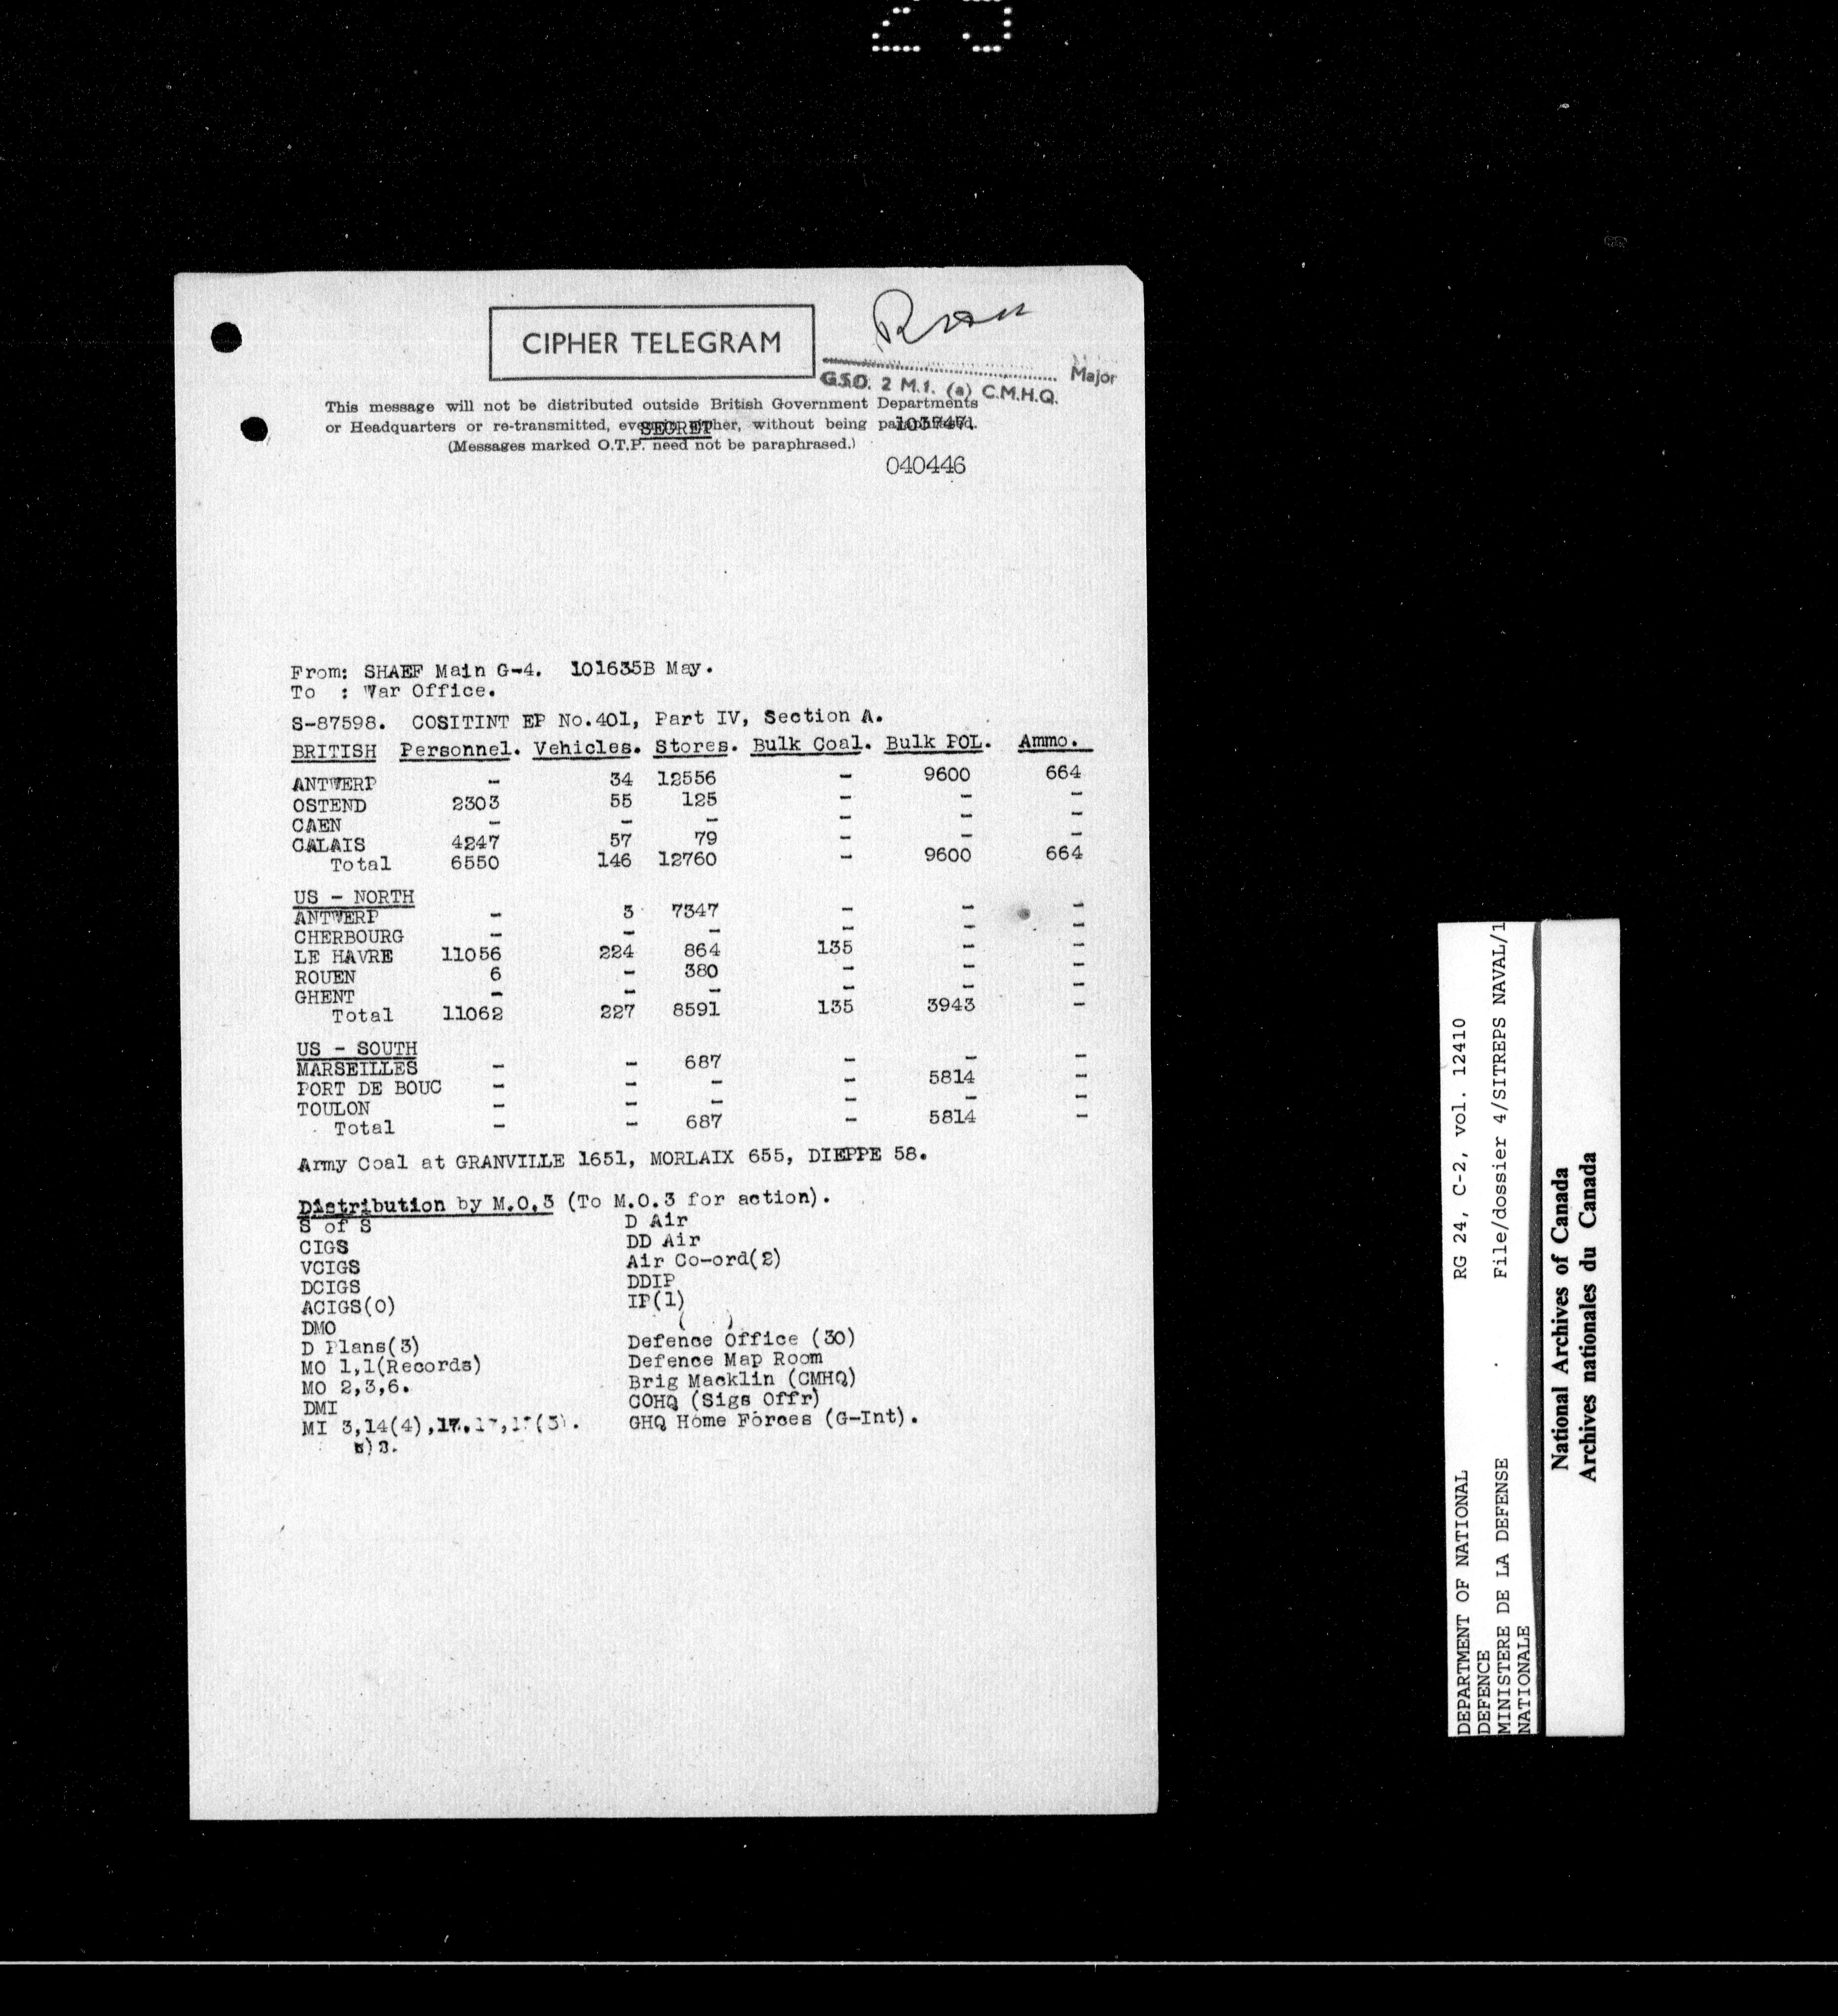 CIPHER TELEGRAM
Major
G.S.O. 2 M.I. (a) C.M.H.Q.
This message will not be distributed outside British Government Departments
or Headquarters or re-transmitted, even in cipher, without being paraphrased.
SECRET
(Messages marked O.T.P. need not be paraphrased.)
040446
From: SHAEF Main G-4. 101635B May.
To : War Office.
S-87598. COSITINT EP No.401, Part IV, Section A.
BRITISH Personnel. Vehicles. Stores. Bulk Coal. Bulk POL. Ammo.
ANTWERP - 34 12556 - 9600 664
OSTEND 2303 55 125 - - -
CAEN - - - - - -
CALAIS 4247 57 79 - - -
Total 6550 146 12760 - 9600 664
US - NORTH
ANTWERP - 3 7347 - - -
CHERBOURG - - - - - -
LE HAVRE 11056 224 864 135 - -
ROUEN 6 - 380 - - -
GHENT - - - - - -
Total 11062 227 8591 135 3943 -
US - SOUTH
MARSEILLES - - 687 - - -
PORT DE BOUC - - - - 5814 -
TOULON - - - - - -
Total - - 687 - 5814 -
Army Coal at GRANVILLE 1651, MORLAIX 655, DIEPPE 58.
Distribution by M.O.3 (To M.O.3 for action).
S of S D Air
CIGS DD Air
VCIGS Air Co-ord(2)
DCIGS DDIP
ACIGS(O) IP(1)
DMO ( )
D Plans(3) Defence Office (30)
MO 1,1(Records) Defence Map Room
MO 2,3,6. Brig Macklin (CMHQ)
DMI COHQ (Sigs Offr)
MI 3,14(4),17, GHQ Home Forces (G-Int).
DEPARTMENT OF NATIONAL RG 24, C-2, vol. 12410
DEFENCE
MINISTERE DE LA DEFENSE File/dossier 4/SITREPS NAVAL/1
NATIONALE
National Archives of Canada
Archives nationales du Canada